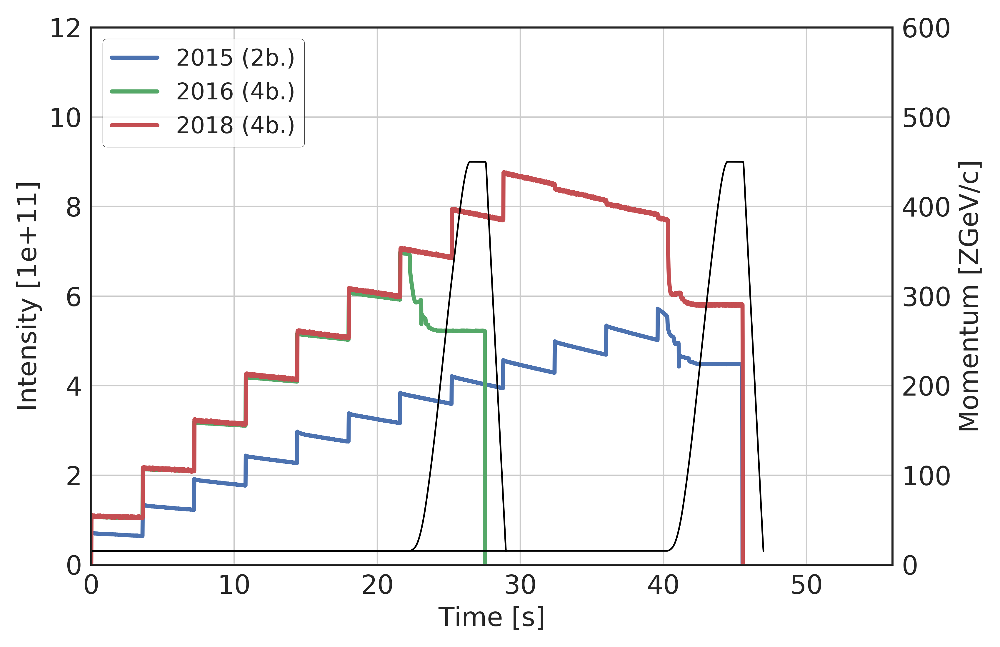 12
10
8
6
4
2
0
Intensity [1e+11]
2015 (2b.)
2016 (4b.)
2018 (4b.)
600
500
400
300
200
100
0
Momentum [ZGeV/c]
0 10 20 30 40 50
Time [s]